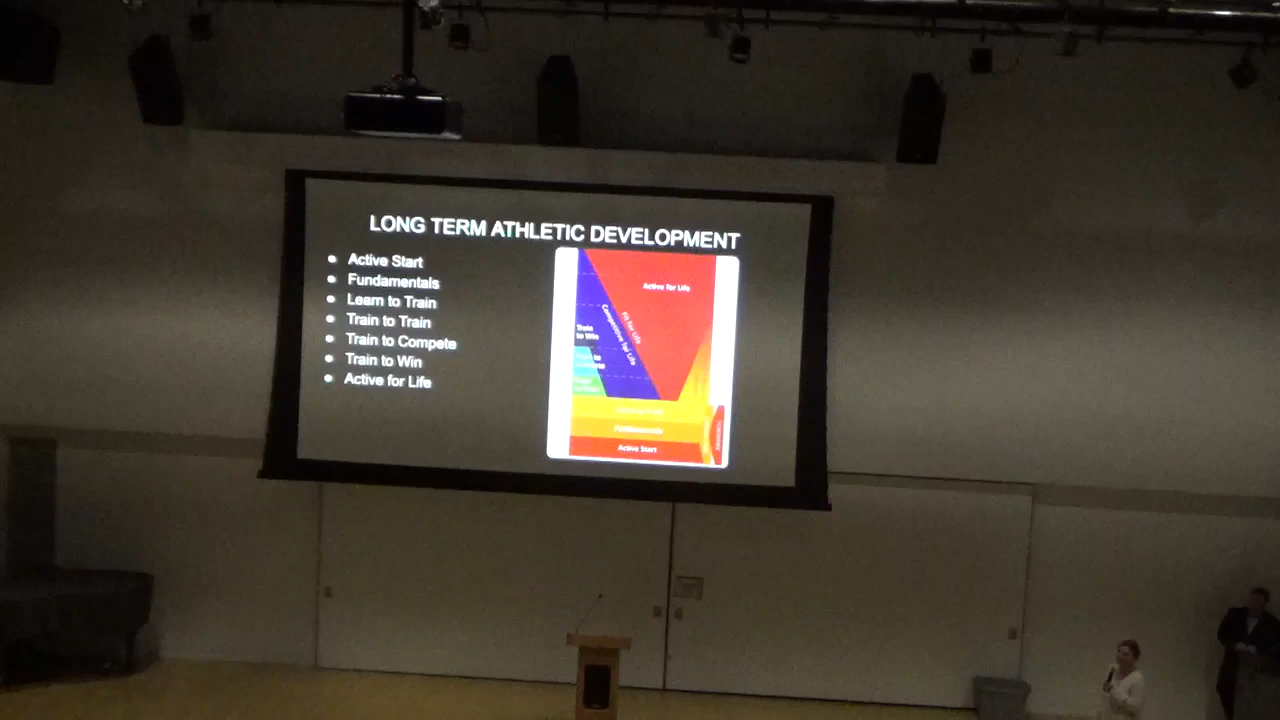 LONG TERM ATHLETIC DEVELOPMENT
Active Start
Fundamentals
Learn to Train
Train to Train
Train to Compete
Train to Win
Active for Life
Active for Life
Fit for Life
Competitive for Life
Train
to Win
FUNdamentals
Active Start